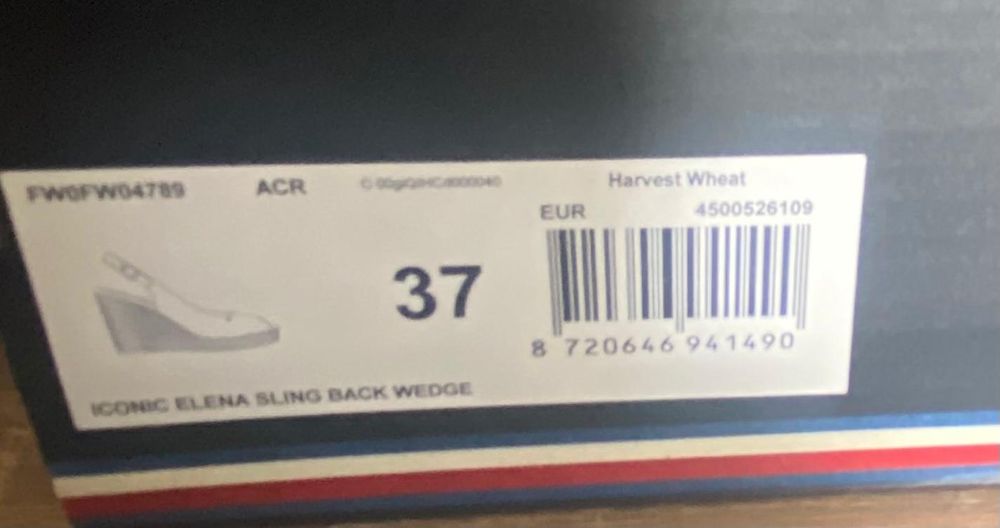 FW0FW04789 ACR Harvest Wheat
EUR 4500526109
37
8 720646 941490
ICONIC ELENA SLING BACK WEDGE